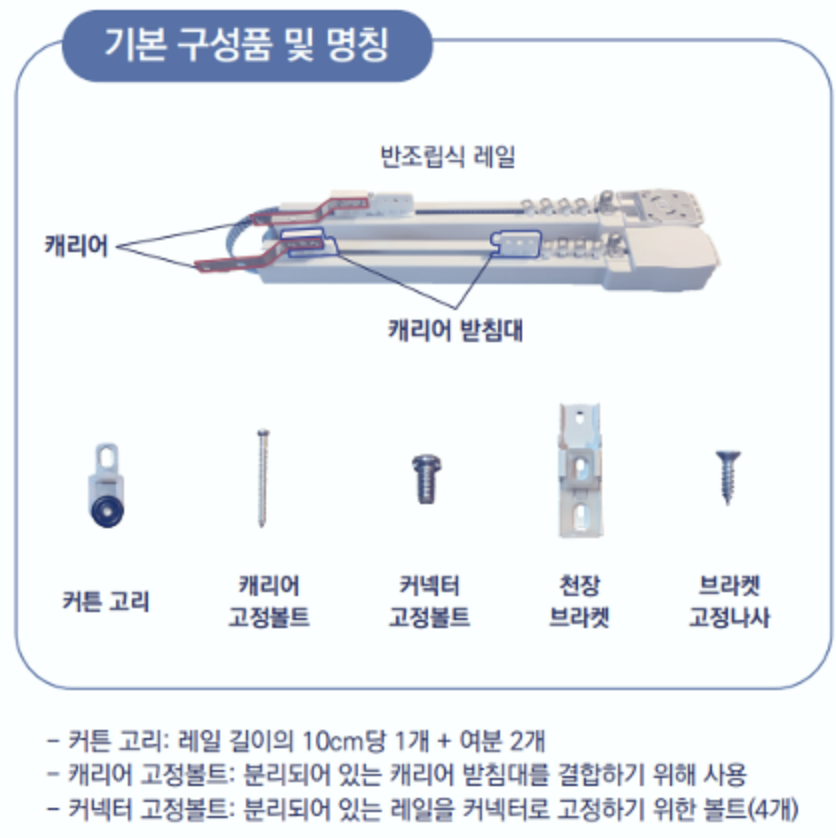 기본 구성품 및 명칭
반조립식 레일
캐리어
캐리어 받침대
커튼 고리
캐리어
고정볼트
커넥터
고정볼트
천장
브라켓
브라켓
고정나사
- 커튼 고리: 레일 길이의 10cm당 1개 + 여분 2개
- 캐리어 고정볼트: 분리되어 있는 캐리어 받침대를 결합하기 위해 사용
- 커넥터 고정볼트: 분리되어 있는 레일을 커넥터로 고정하기 위한 볼트(4개)